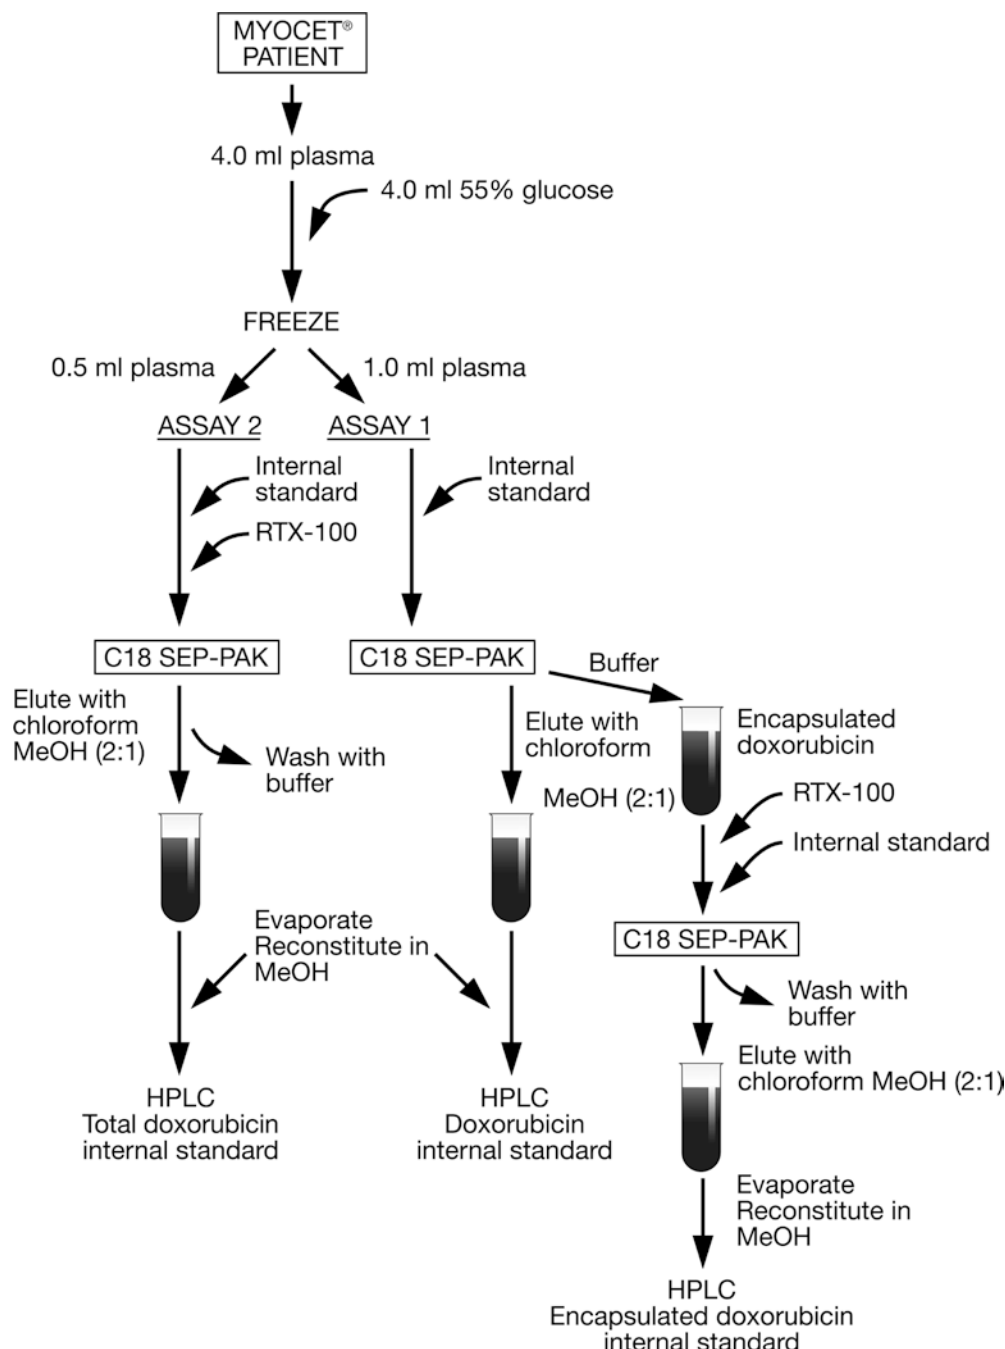 MYOCET®
PATIENT
4.0 ml plasma
4.0 ml 55% glucose
FREEZE
0.5 ml plasma
1.0 ml plasma
ASSAY 2
ASSAY 1
Internal
standard
RTX-100
Internal
standard
C18 SEP-PAK
C18 SEP-PAK
Buffer
Elute with
chloroform
MeOH (2:1)
Wash with
buffer
Elute with
chloroform
MeOH (2:1)
Encapsulated
doxorubicin
RTX-100
Internal standard
C18 SEP-PAK
Evaporate
Reconstitute in
MeOH
Wash with
buffer
Elute with
chloroform MeOH (2:1)
HPLC
Total doxorubicin
internal standard
HPLC
Doxorubicin
internal standard
Evaporate
Reconstitute in
MeOH
HPLC
Encapsulated doxorubicin
internal standard